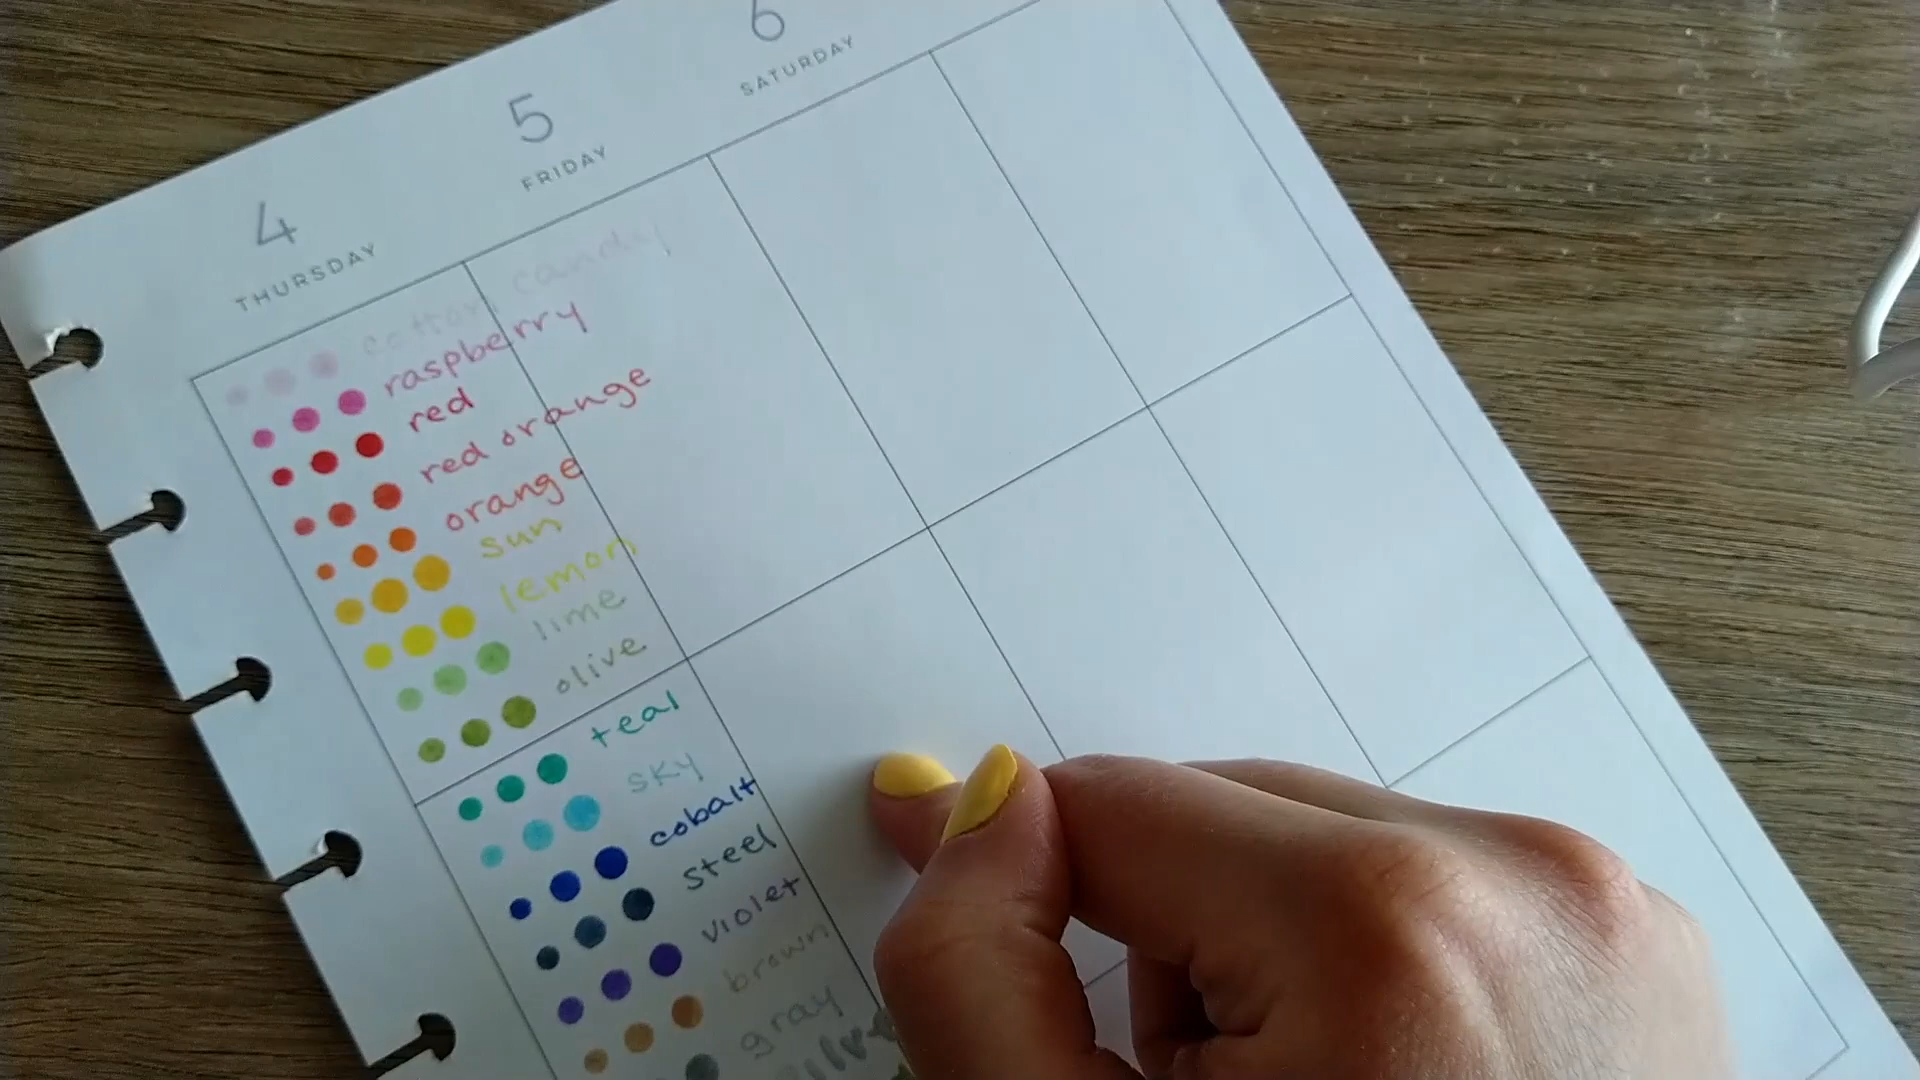 4
THURSDAY
5
FRIDAY
6
SATURDAY
cotton candy
raspberry
red
red orange
orange
sun
lemon
lime
olive
teal
sky
cobalt
steel
violet
brown
gray